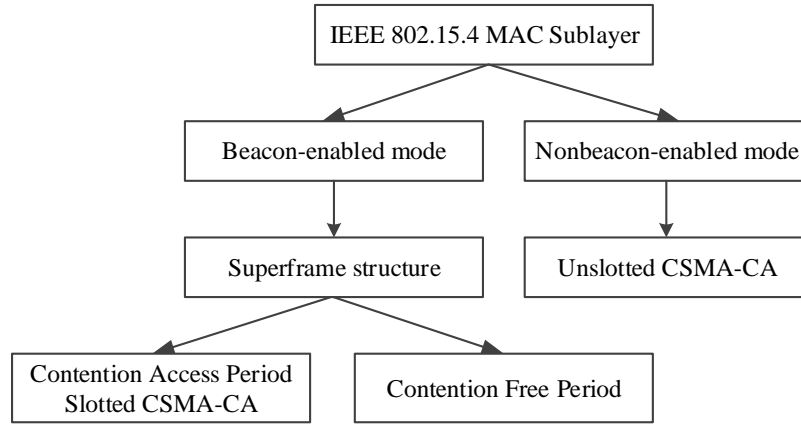 IEEE 802.15.4 MAC Sublayer
Beacon-enabled mode
Nonbeacon-enabled mode
Superframe structure
Unslotted CSMA-CA
Contention Access Period
Slotted CSMA-CA
Contention Free Period